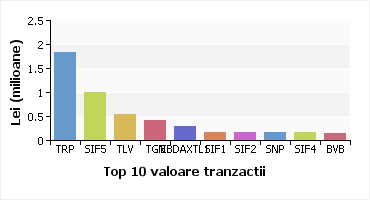 Lei (milioane)
2.5
2
1.5
1
0.5
0
TRP SIF5 TLV SIF1 SIF2 SNP SIF4 BVB
Top 10 valoare tranzactii